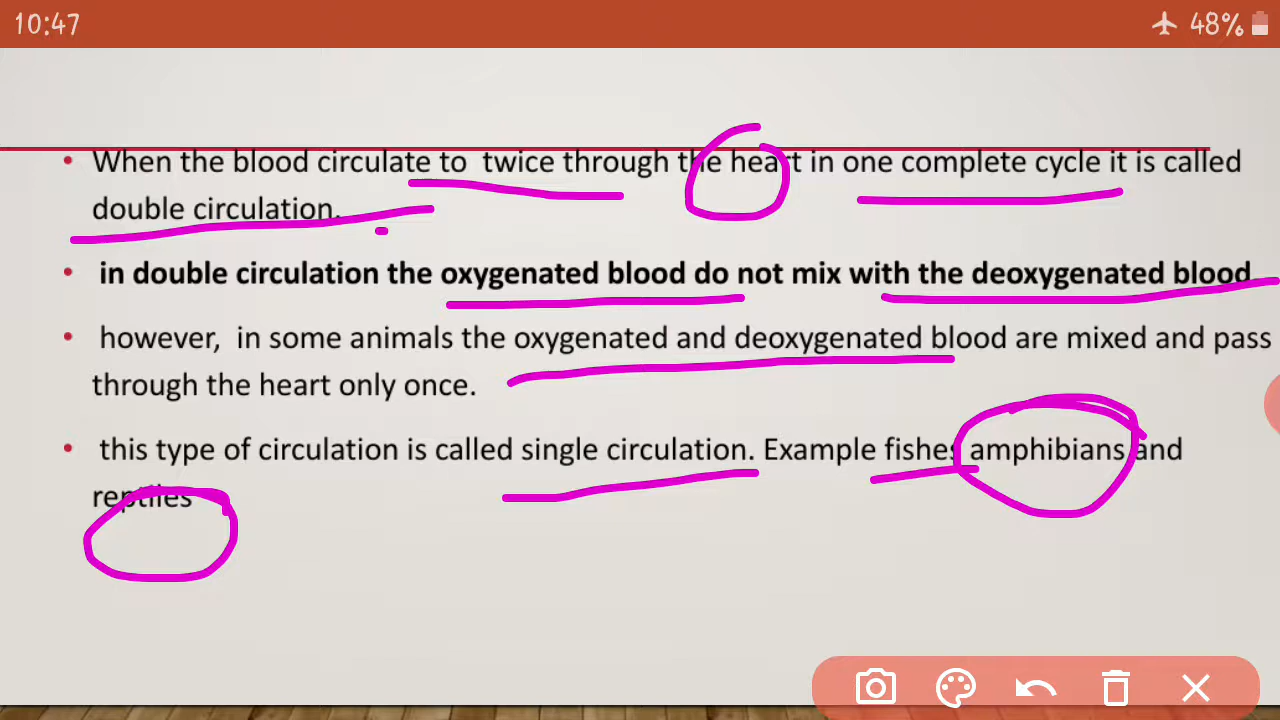 10:47 48%
• When the blood circulate to twice through the heart in one complete cycle it is called
double circulation.
• in double circulation the oxygenated blood do not mix with the deoxygenated blood
• however, in some animals the oxygenated and deoxygenated blood are mixed and pass
through the heart only once.
• this type of circulation is called single circulation. Example fishes amphibians and
reptiles